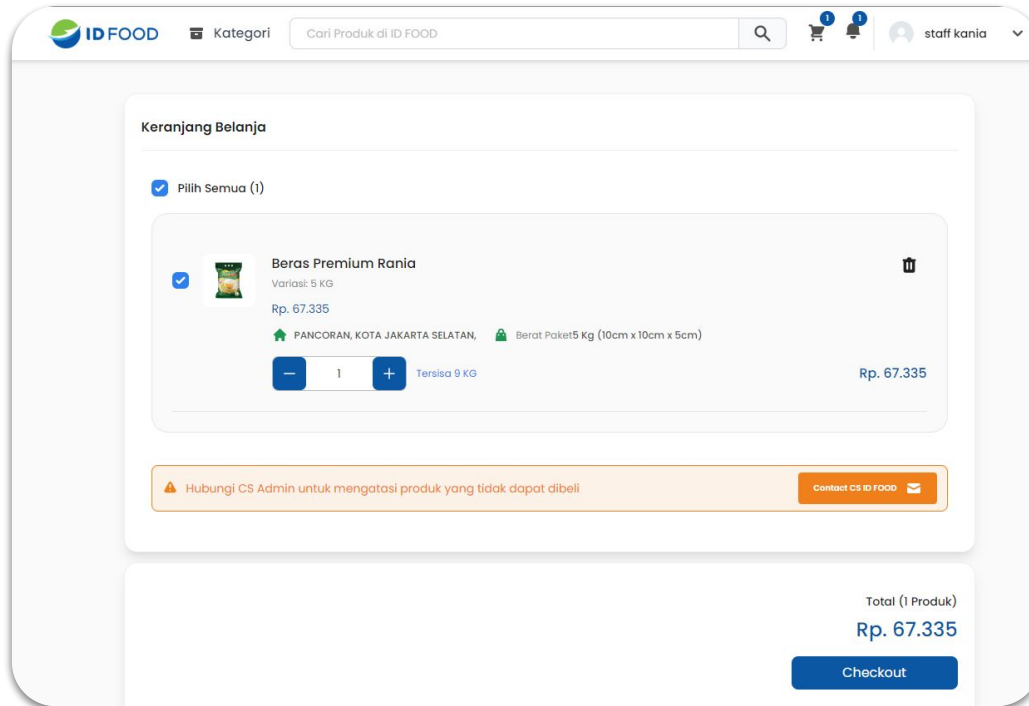 ID FOOD Kategori Cari Produk di ID FOOD 1 1 staff kania
Keranjang Belanja
Pilih Semua (1)
Beras Premium Rania
Variasi: 5 KG
Rp. 67.335
PANCORAN, KOTA JAKARTA SELATAN, Berat Paket5 Kg (10cm x 10cm x 5cm)
− 1 + Tersisa 9 KG Rp. 67.335
Hubungi CS Admin untuk mengatasi produk yang tidak dapat dibeli Contact CS ID FOOD
Total (1 Produk)
Rp. 67.335
Checkout